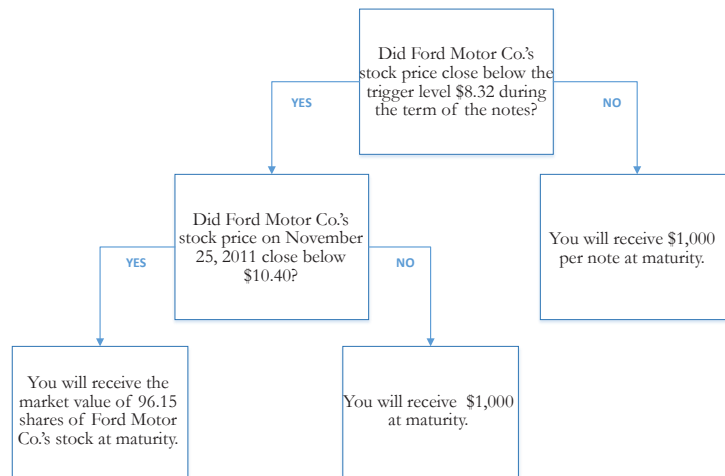 Did Ford Motor Co.'s
stock price close below the
trigger level $8.32 during
the term of the notes?
YES
NO
Did Ford Motor Co.'s
stock price on November
25, 2011 close below
$10.40?
You will receive $1,000
per note at maturity.
YES
NO
You will receive the
market value of 96.15
shares of Ford Motor
Co.'s stock at maturity.
You will receive $1,000
at maturity.